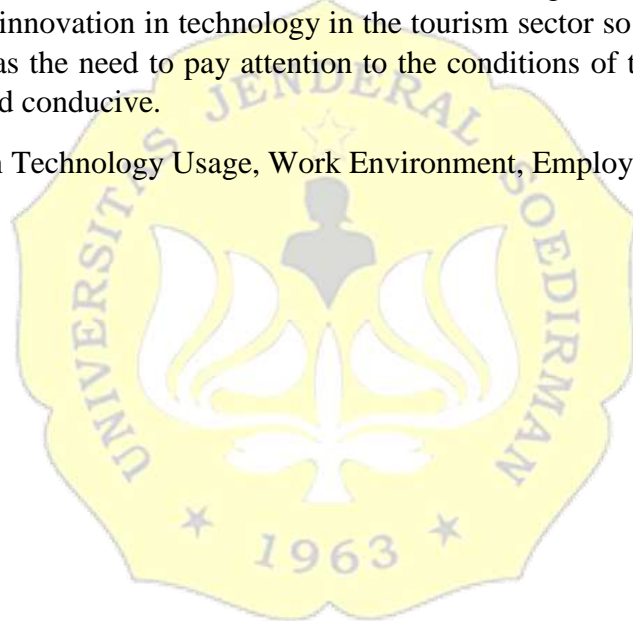 innovation in technology in the tourism sector so
as the need to pay attention to the conditions of t
d conducive.
n Technology Usage, Work Environment, Employ
UNIVERSITAS JENDERAL SOEDIRMAN
1963